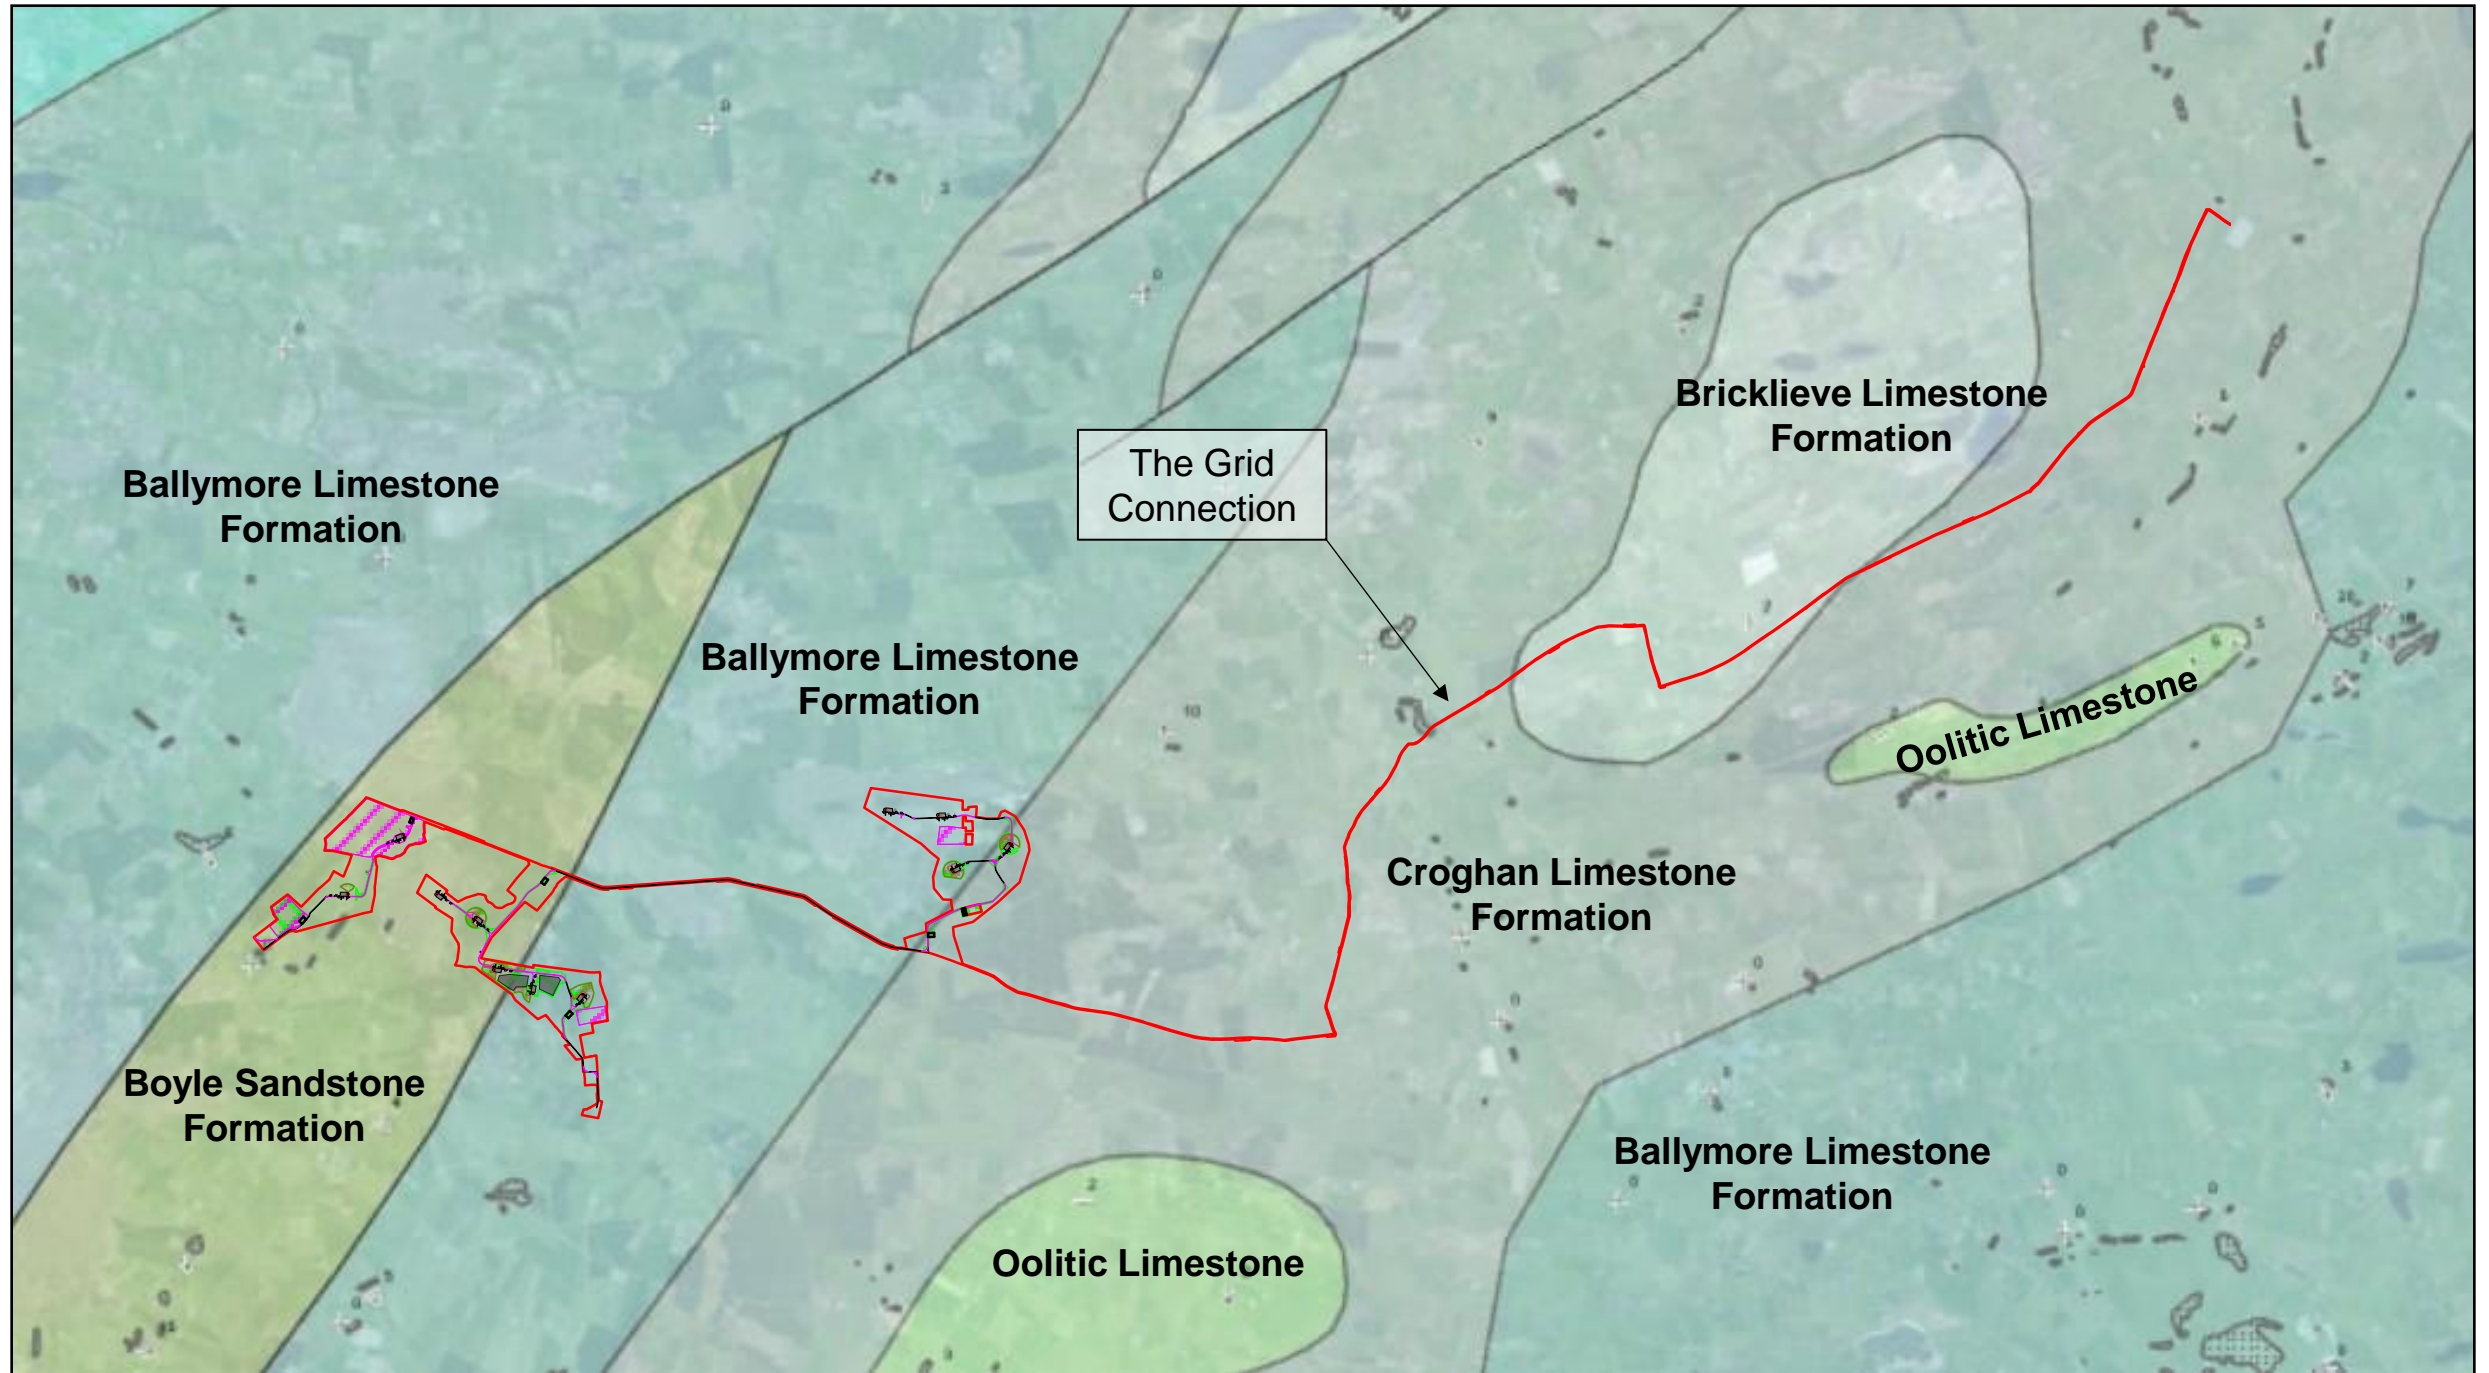 Bricklieve Limestone
Formation
The Grid
Connection
Ballymore Limestone
Formation
Ballymore Limestone
Formation
Oolitic Limestone
10
Croghan Limestone
Formation
Boyle Sandstone
Formation
Ballymore Limestone
Formation
Oolitic Limestone